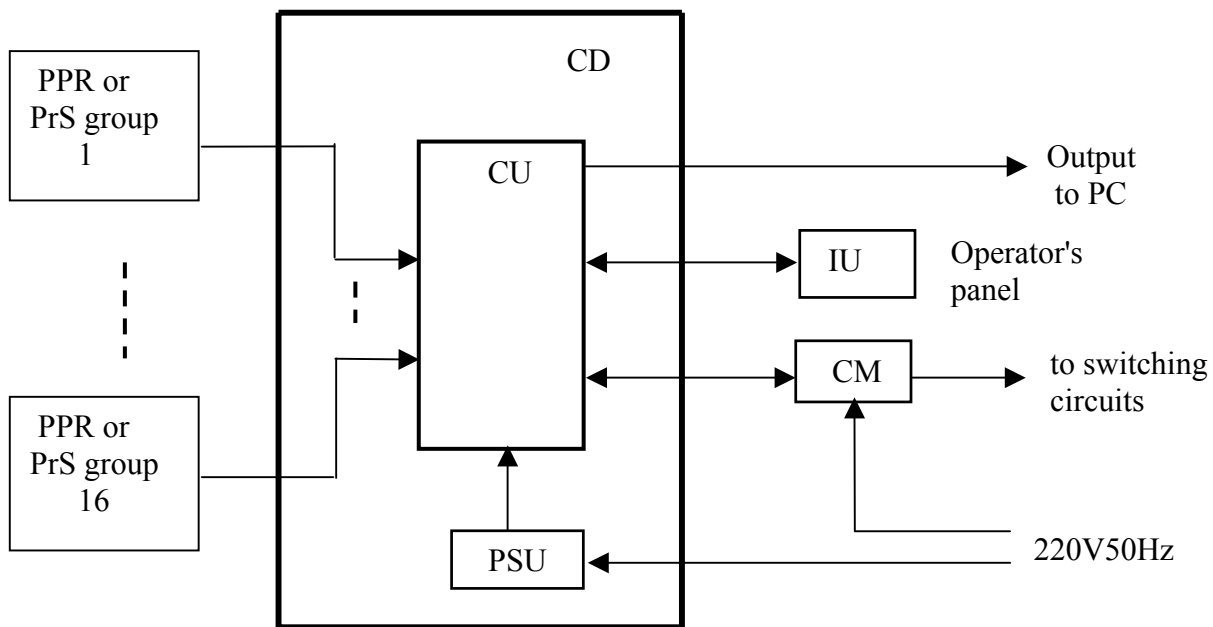 PPR or
PrS group
1
CD
CU
Output
to PC
IU
Operator's
panel
CM
to switching
circuits
PPR or
PrS group
16
PSU
220V50Hz